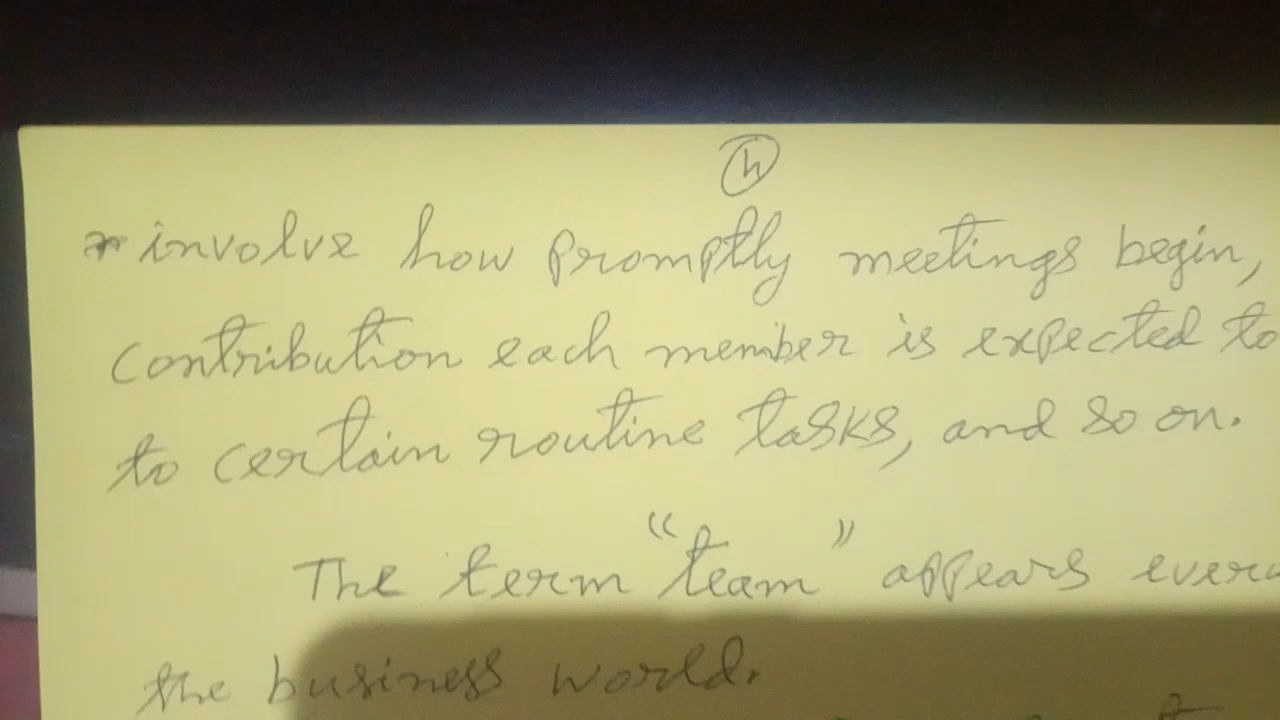 h
involve how promptly meetings begin,
contribution each member is expected to
to certain routine tasks, and so on.
The term "team" appears
the business world.